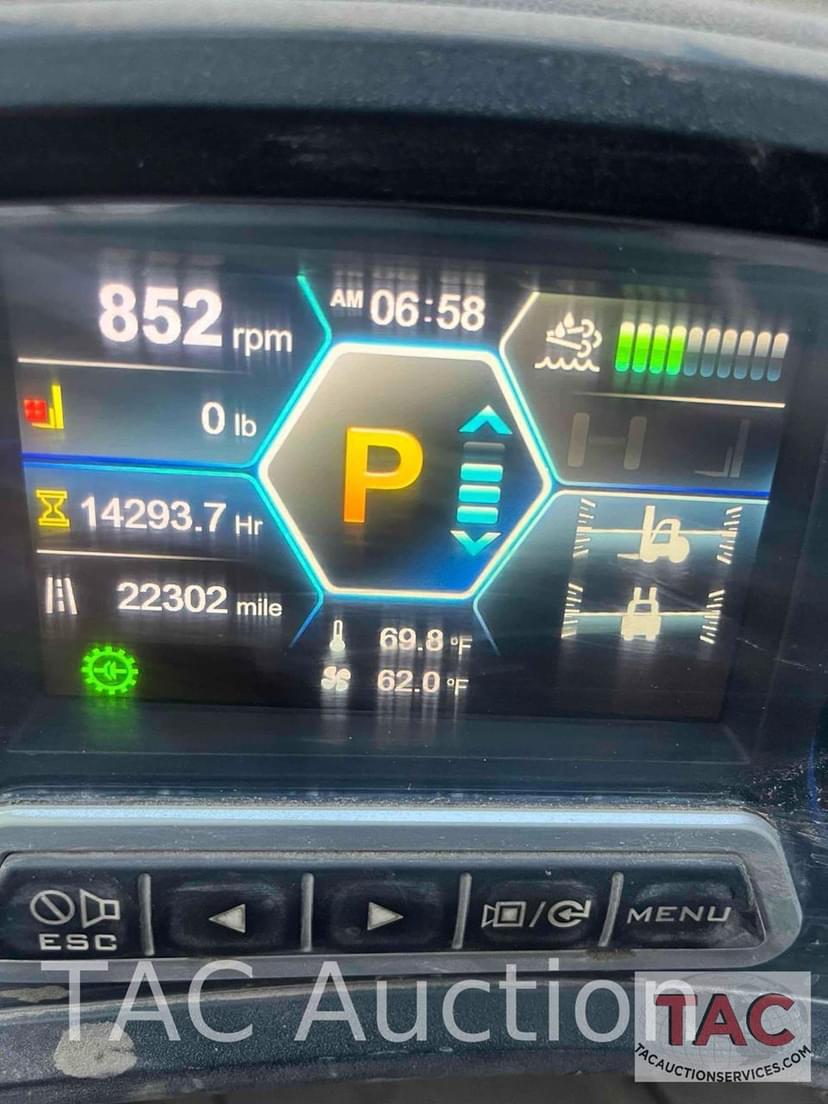 852 rpm
AM 06:58
0 lb
P
14293.7 Hr
22302 mile
69.8 °F
62.0 °F
ESC
MENU
TAC Auction
TAC
TACAUCTIONSERVICES.COM